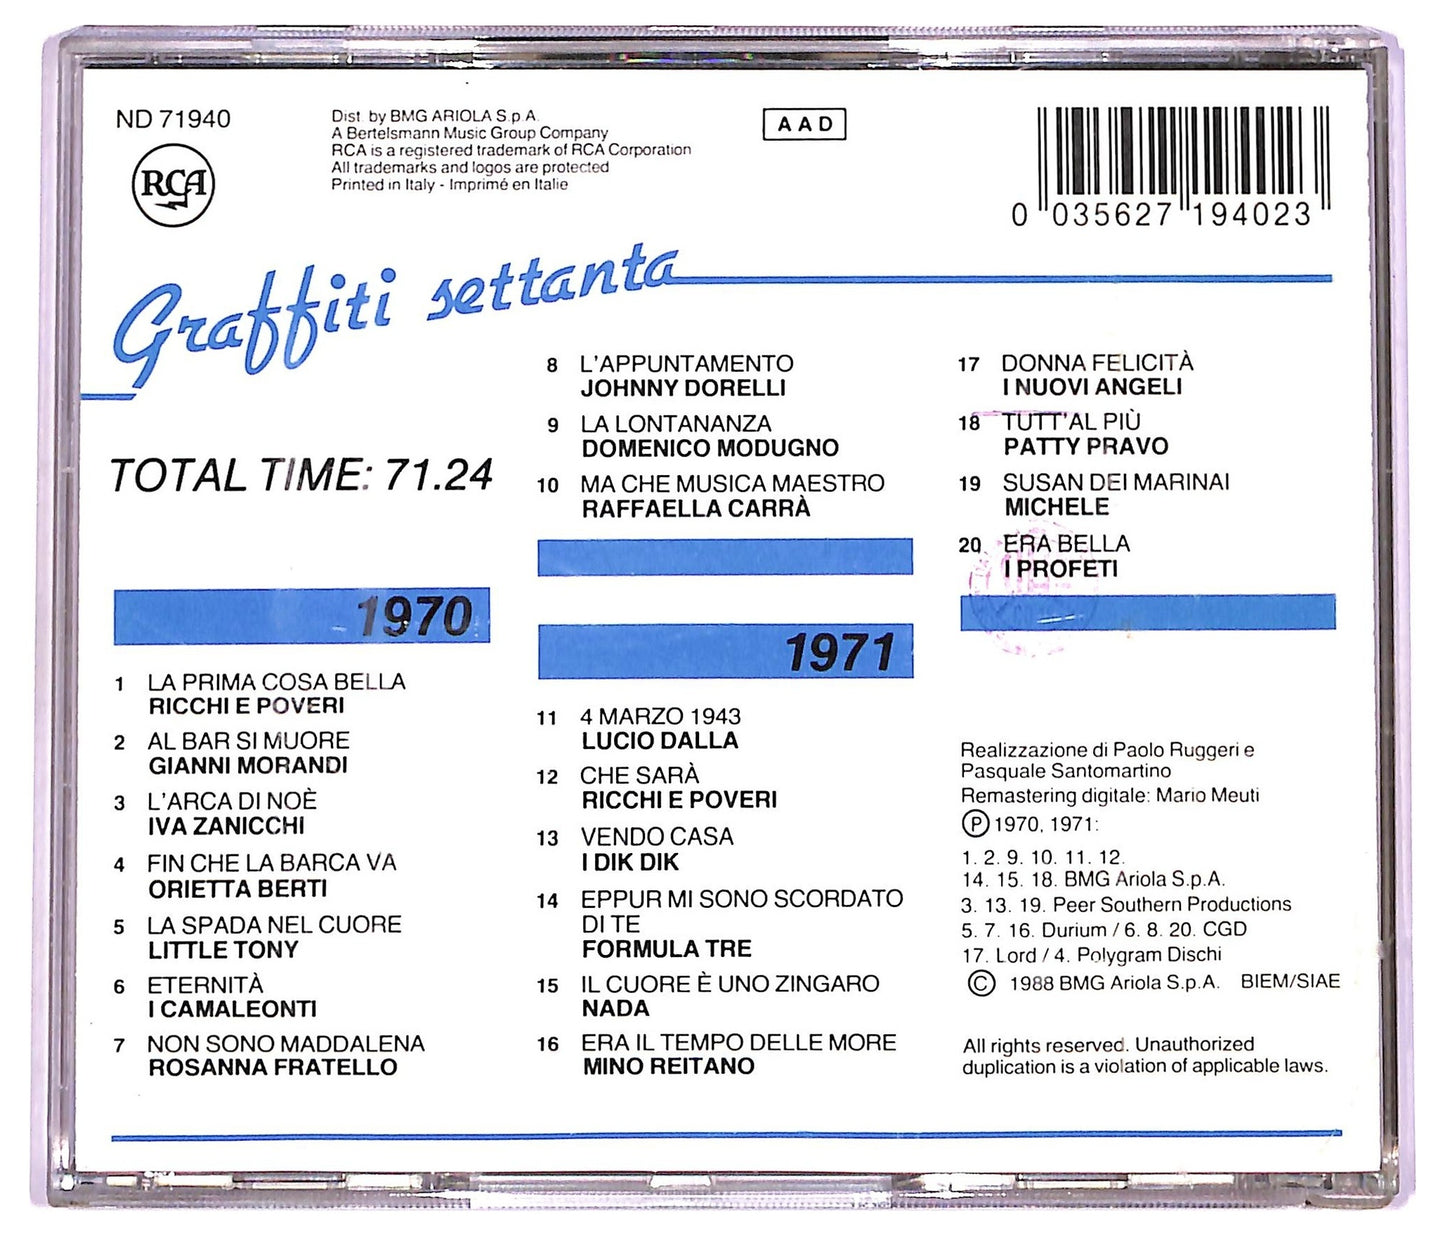 ND 71940
RCA
Dist. by BMG ARIOLA S.p.A.
A Bertelsmann Music Group Company
RCA is a registered trademark of RCA Corporation
All trademarks and logos are protected
Printed in Italy - Imprimé en Italie
AAD
0 035627 194023
Graffiti settanta
TOTAL TIME: 71.24
1970
1 LA PRIMA COSA BELLA
RICCHI E POVERI
2 AL BAR SI MUORE
GIANNI MORANDI
3 L'ARCA DI NOÈ
IVA ZANICCHI
4 FIN CHE LA BARCA VA
ORIETTA BERTI
5 LA SPADA NEL CUORE
LITTLE TONY
6 ETERNITÀ
I CAMALEONTI
7 NON SONO MADDALENA
ROSANNA FRATELLO
8 L'APPUNTAMENTO
JOHNNY DORELLI
9 LA LONTANANZA
DOMENICO MODUGNO
10 MA CHE MUSICA MAESTRO
RAFFAELLA CARRÀ
1971
11 4 MARZO 1943
LUCIO DALLA
12 CHE SARÀ
RICCHI E POVERI
13 VENDO CASA
I DIK DIK
14 EPPUR MI SONO SCORDATO
DI TE
FORMULA TRE
15 IL CUORE È UNO ZINGARO
NADA
16 ERA IL TEMPO DELLE MORE
MINO REITANO
17 DONNA FELICITÀ
I NUOVI ANGELI
18 TUTT'AL PIÙ
PATTY PRAVO
19 SUSAN DEI MARINAI
MICHELE
20 ERA BELLA
I PROFETI
Realizzazione di Paolo Ruggeri e
Pasquale Santomartino
Remastering digitale: Mario Meuti
Ⓟ 1970, 1971:
1. 2. 9. 10. 11. 12.
14. 15. 18. BMG Ariola S.p.A.
3. 13. 19. Peer Southern Productions
5. 7. 16. Durium / 6. 8. 20. CGD
17. Lord / 4. Polygram Dischi
© 1988 BMG Ariola S.p.A. BIEM/SIAE
All rights reserved. Unauthorized
duplication is a violation of applicable laws.